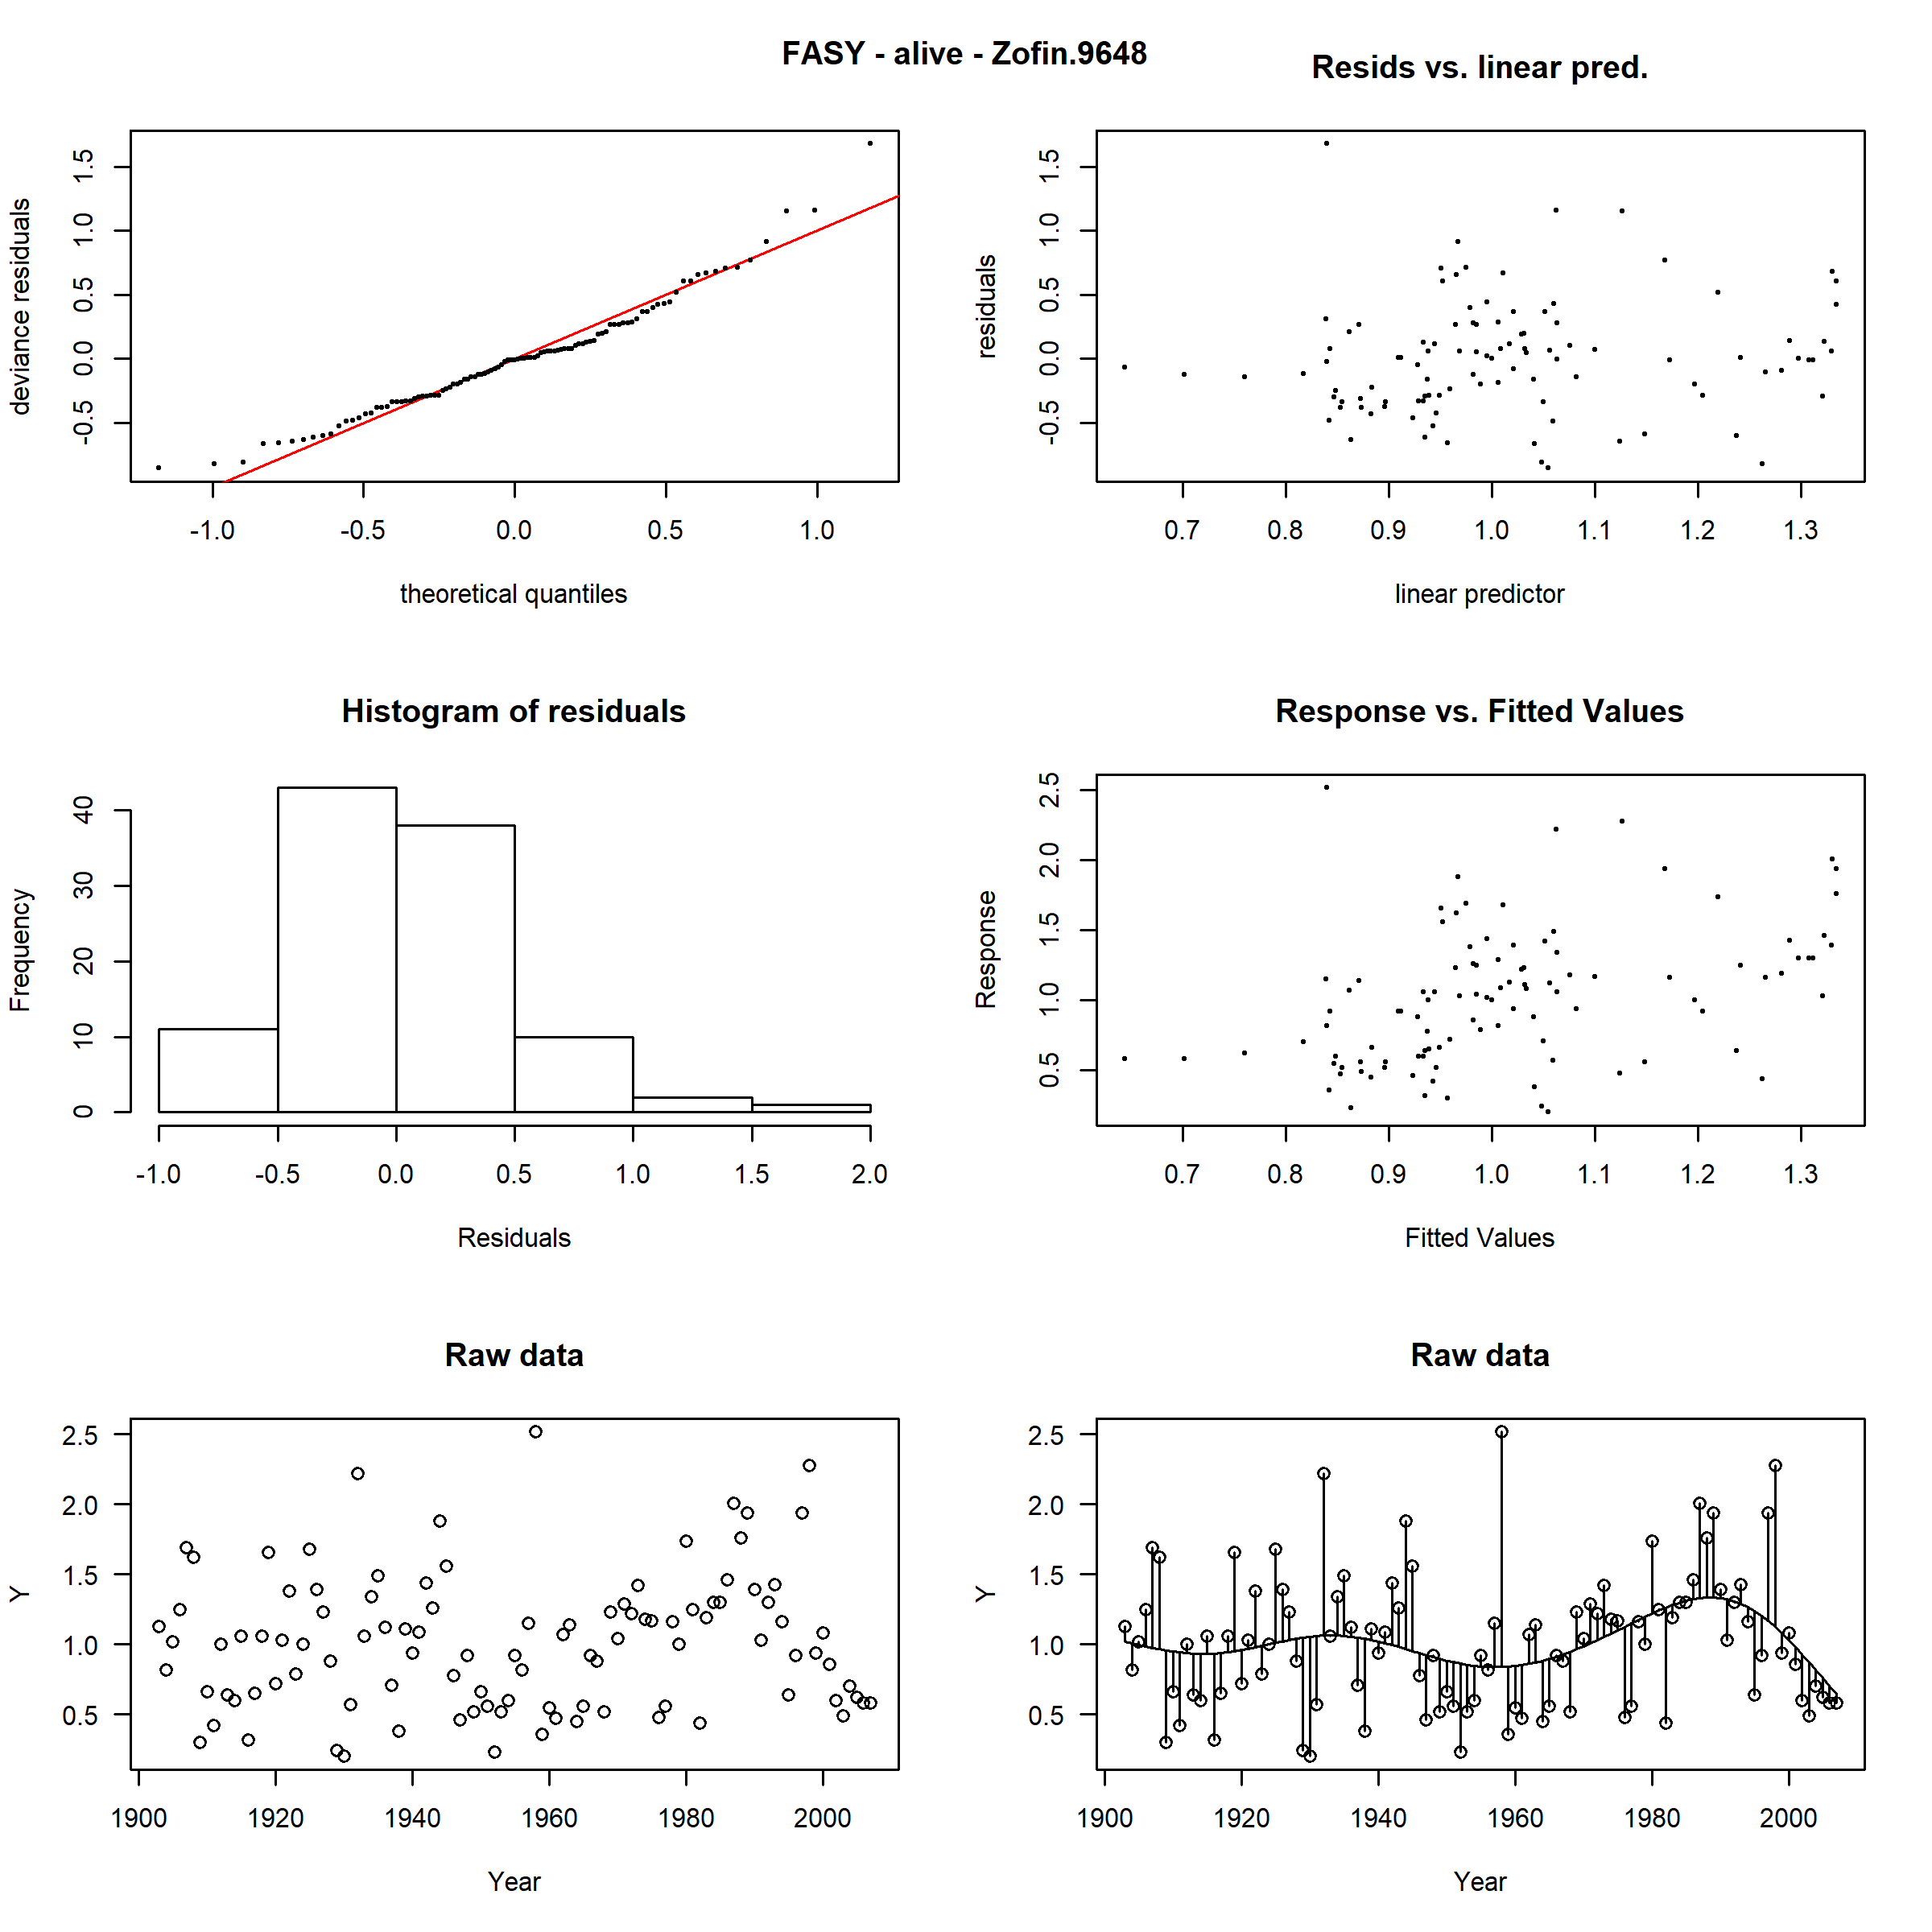 FASY - alive - Zofin.9648
Resids vs. linear pred.
deviance residuals
-0.5 0.0 0.5 1.0 1.5
-1.0 -0.5 0.0 0.5 1.0
theoretical quantiles
residuals
-0.5 0.0 0.5 1.0 1.5
0.7 0.8 0.9 1.0 1.1 1.2 1.3
linear predictor
Histogram of residuals
Frequency
0 10 20 30 40
-1.0 -0.5 0.0 0.5 1.0 1.5 2.0
Residuals
Response vs. Fitted Values
Response
0.5 1.0 1.5 2.0 2.5
0.7 0.8 0.9 1.0 1.1 1.2 1.3
Fitted Values
Raw data
Y
2.5
2.0
1.5
1.0
0.5
1900 1920 1940 1960 1980 2000
Year
Raw data
Y
2.5
2.0
1.5
1.0
0.5
1900 1920 1940 1960 1980 2000
Year